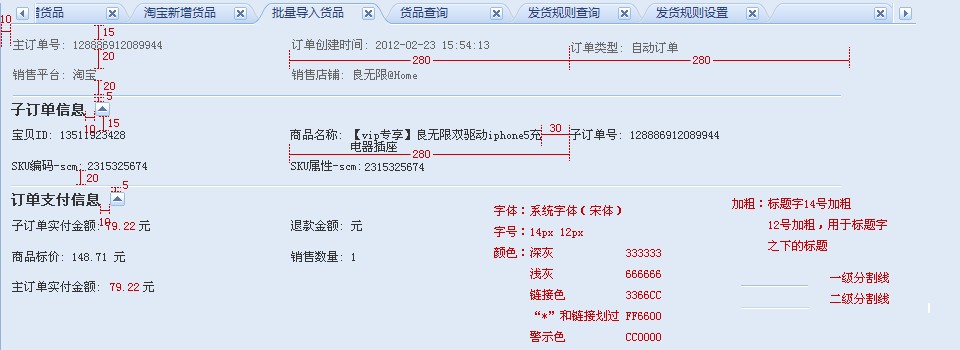 货品 淘宝新增货品 批量导入货品 货品查询 发货规则查询 发货规则设置
10
15
主订单号: 128886912089944 订单创建时间: 2012-02-23 15:54:13 订单类型: 自动订单
20 280 280
销售平台: 淘宝 销售店铺: 良无限@Home
20
5
子订单信息
10 15
宝贝ID: 13511923428 商品名称: 【vip专享】良无限双驱动iphone5充 30 子订单号: 128886912089944
电器插座
280
SKU编码-scm: 2315325674 SKU属性-scm: 2315325674
20
5
订单支付信息
10
子订单实付金额: 79.22 元 退款金额: 元
商品标价: 148.71 元 销售数量: 1
主订单实付金额: 79.22 元
字体：系统字体（宋体）
字号：14px 12px
颜色：深灰 333333
浅灰 666666
链接色 3366CC
“*”和链接划过 FF6600
警示色 CC0000
加粗：标题字14号加粗
12号加粗，用于标题字
之下的标题
一级分割线
二级分割线